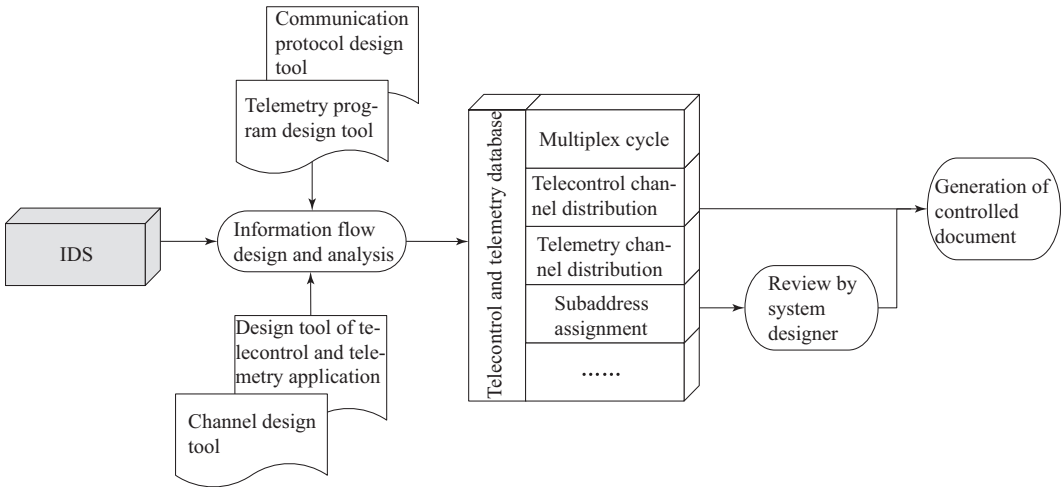 Communication
protocol design
tool
Telemetry prog-
ram design tool
IDS
Information flow
design and analysis
Design tool of te-
lecontrol and tele-
metry application
Channel design
tool
Telecontrol and telemetry database
Multiplex cycle
Telecontrol chan-
nel distribution
Telemetry chan-
nel distribution
Subaddress
assignment
......
Review by
system
designer
Generation of
controlled
document